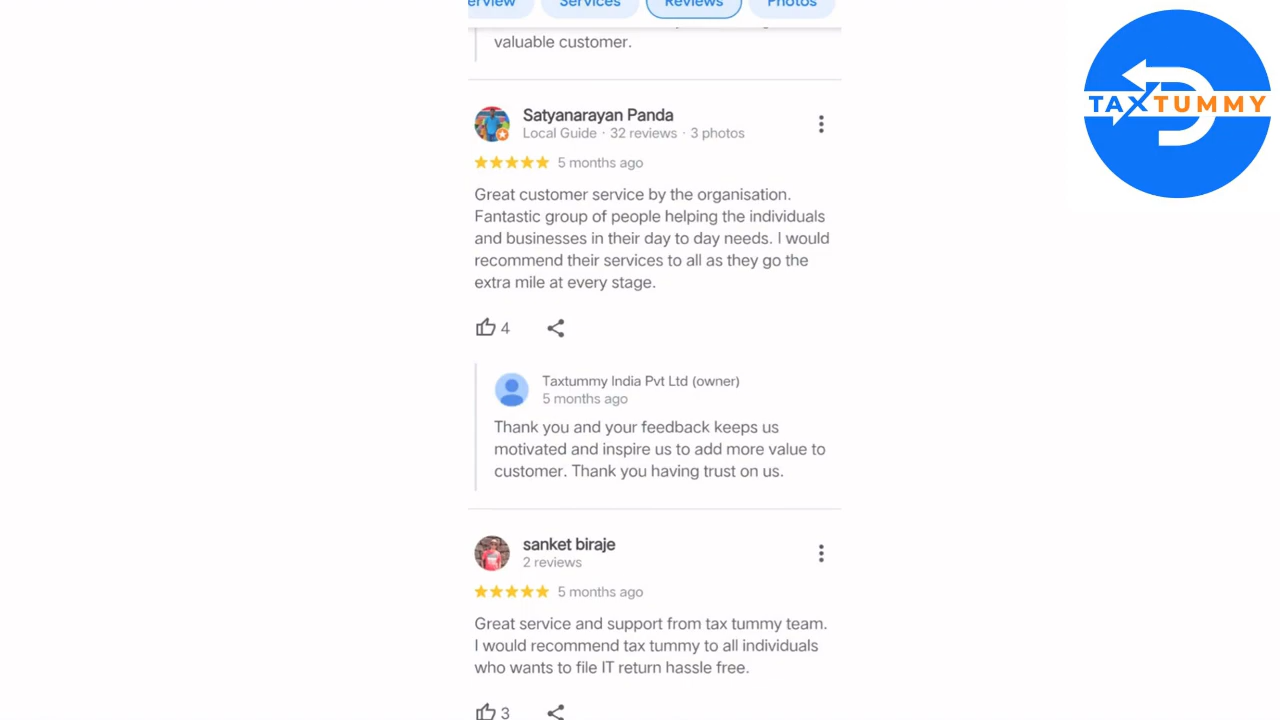 Overview
Services
Reviews
Photos
valuable customer.
TAXTUMMY
Satyanarayan Panda
Local Guide · 32 reviews · 3 photos
5 months ago
Great customer service by the organisation.
Fantastic group of people helping the individuals
and businesses in their day to day needs. I would
recommend their services to all as they go the
extra mile at every stage.
4
Taxtummy India Pvt Ltd (owner)
5 months ago
Thank you and your feedback keeps us
motivated and inspire us to add more value to
customer. Thank you having trust on us.
sanket biraje
2 reviews
5 months ago
Great service and support from tax tummy team.
I would recommend tax tummy to all individuals
who wants to file IT return hassle free.
3